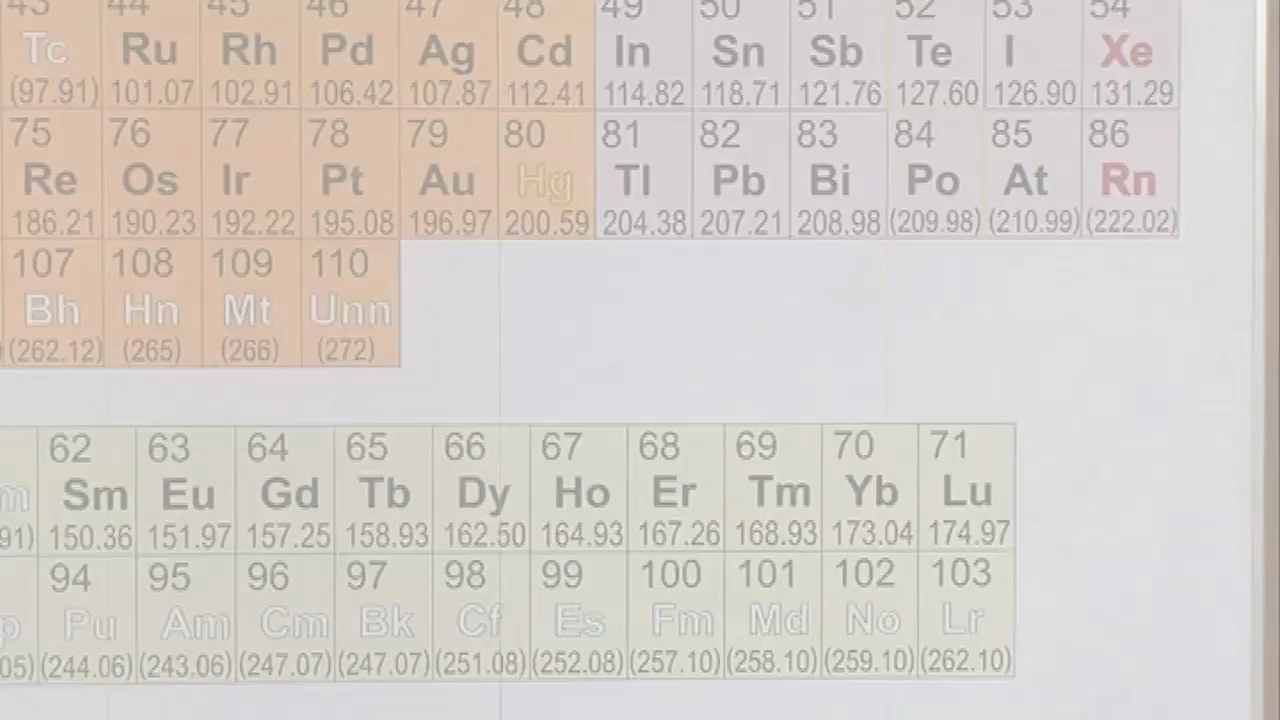 43 44 45 46 47 48 49 50 51 52 53 54
Tc Ru Rh Pd Ag Cd In Sn Sb Te I Xe
(97.91) 101.07 102.91 106.42 107.87 112.41 114.82 118.71 121.76 127.60 126.90 131.29
75 76 77 78 79 80 81 82 83 84 85 86
Re Os Ir Pt Au Hg Tl Pb Bi Po At Rn
186.21 190.23 192.22 195.08 196.97 200.59 204.38 207.21 208.98 (209.98) (210.99) (222.02)
107 108 109 110
Bh Hn Mt Unn
(262.12) (265) (266) (272)
62 63 64 65 66 67 68 69 70 71
Sm Eu Gd Tb Dy Ho Er Tm Yb Lu
150.36 151.97 157.25 158.93 162.50 164.93 167.26 168.93 173.04 174.97
94 95 96 97 98 99 100 101 102 103
Pu Am Cm Bk Cf Es Fm Md No Lr
(244.06) (243.06) (247.07) (247.07) (251.08) (252.08) (257.10) (258.10) (259.10) (262.10)